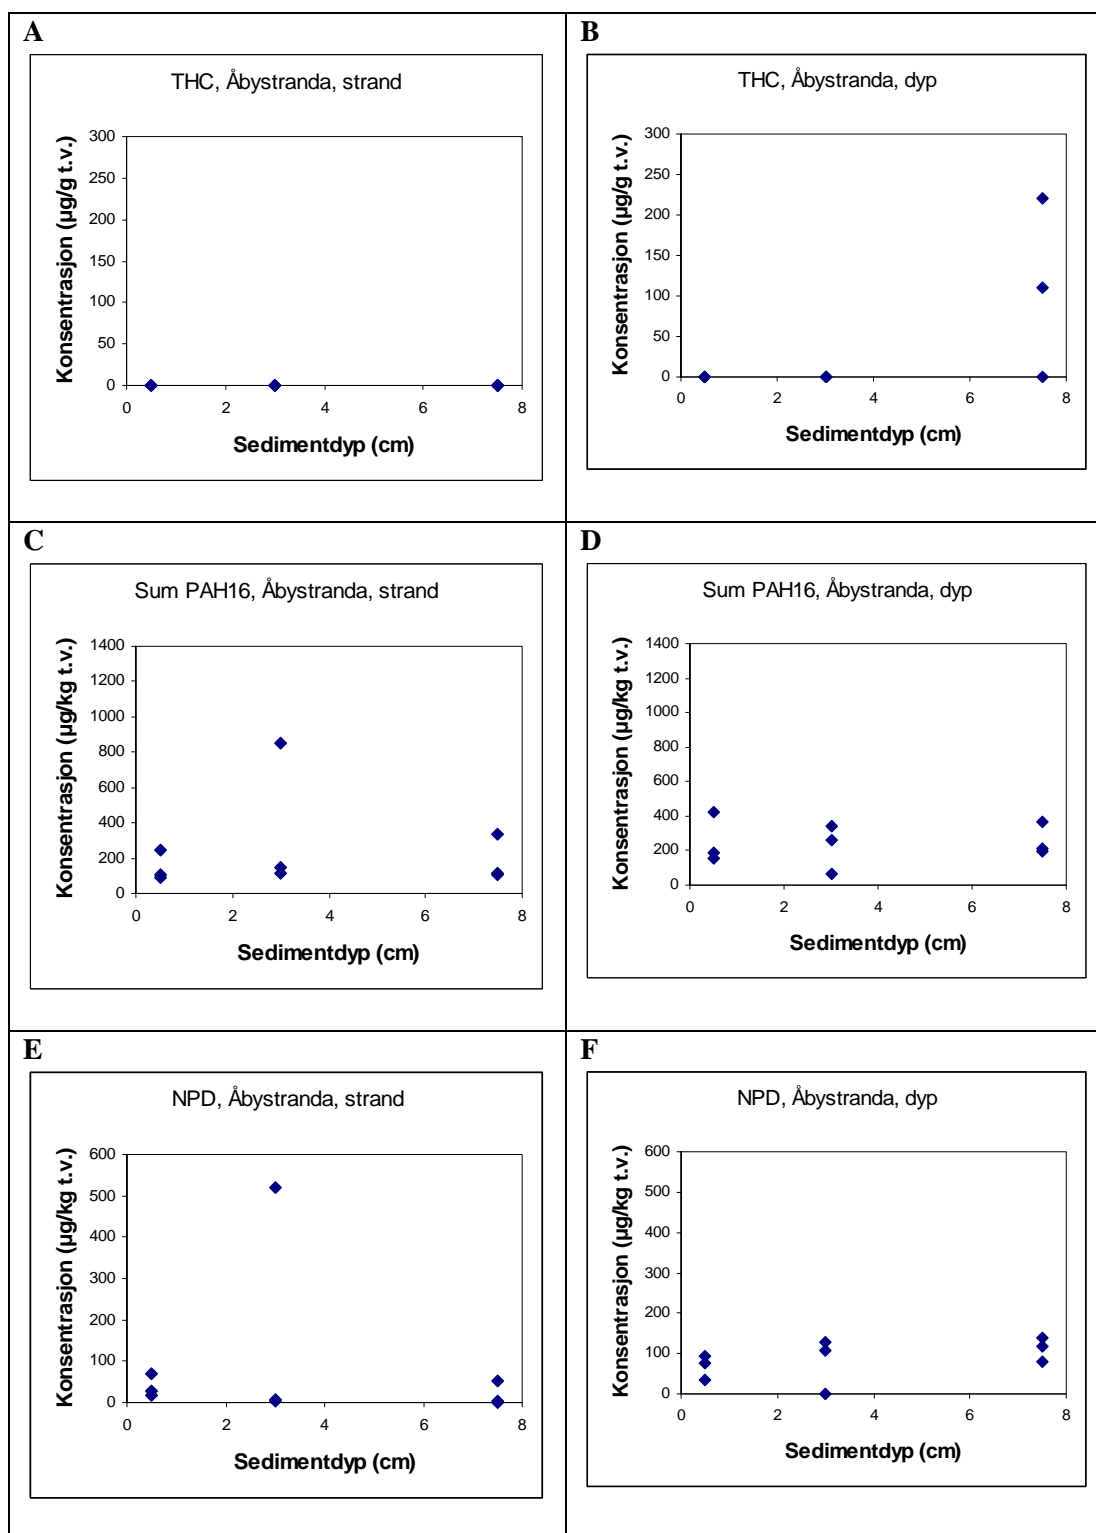 A
THC, Åbystranda, strand
Konsentrasjon (µg/g t.v.)
300
250
200
150
100
50
0
0 2 4 6 8
Sedimentdyp (cm)
B
THC, Åbystranda, dyp
Konsentrasjon (µg/g t.v.)
300
250
200
150
100
50
0
0 2 4 6 8
Sedimentdyp (cm)
C
Sum PAH16, Åbystranda, strand
Konsentrasjon (µg/kg t.v.)
1400
1200
1000
800
600
400
200
0
0 2 4 6 8
Sedimentdyp (cm)
D
Sum PAH16, Åbystranda, dyp
Konsentrasjon (µg/kg t.v.)
1400
1200
1000
800
600
400
200
0
0 2 4 6 8
Sedimentdyp (cm)
E
NPD, Åbystranda, strand
Konsentrasjon (µg/kg t.v.)
600
500
400
300
200
100
0
0 2 4 6 8
Sedimentdyp (cm)
F
NPD, Åbystranda, dyp
Konsentrasjon (µg/kg t.v.)
600
500
400
300
200
100
0
0 2 4 6 8
Sedimentdyp (cm)